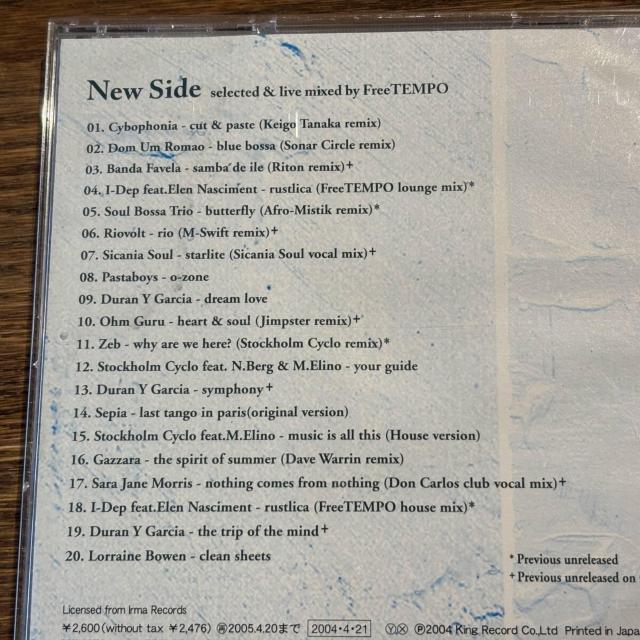 New Side selected & live mixed by FreeTEMPO
01. Cybophonia - cut & paste (Keigo Tanaka remix)
02. Dom Um Romao - blue bossa (Sonar Circle remix)
03. Banda Favela - samba de ile (Riton remix)+
04. I-Dep feat.Elen Nasciment - rustlica (FreeTEMPO lounge mix)*
05. Soul Bossa Trio - butterfly (Afro-Mistik remix)*
06. Riovolt - rio (M-Swift remix)+
07. Sicania Soul - starlite (Sicania Soul vocal mix)+
08. Pastaboys - o-zone
09. Duran Y Garcia - dream love
10. Ohm Guru - heart & soul (Jimpster remix)+
11. Zeb - why are we here? (Stockholm Cyclo remix)*
12. Stockholm Cyclo feat. N.Berg & M.Elino - your guide
13. Duran Y Garcia - symphony+
14. Sepia - last tango in paris(original version)
15. Stockholm Cyclo feat.M.Elino - music is all this (House version)
16. Gazzara - the spirit of summer (Dave Warrin remix)
17. Sara Jane Morris - nothing comes from nothing (Don Carlos club vocal mix)+
18. I-Dep feat.Elen Nasciment - rustlica (FreeTEMPO house mix)*
19. Duran Y Garcia - the trip of the mind+
20. Lorraine Bowen - clean sheets
* Previous unreleased
+ Previous unreleased on
Licensed from Irma Records
¥2,600(without tax ¥2,476) 2005.4.20まで 2004・4・21 Ⓟ2004 King Record Co.,Ltd Printed in Japa